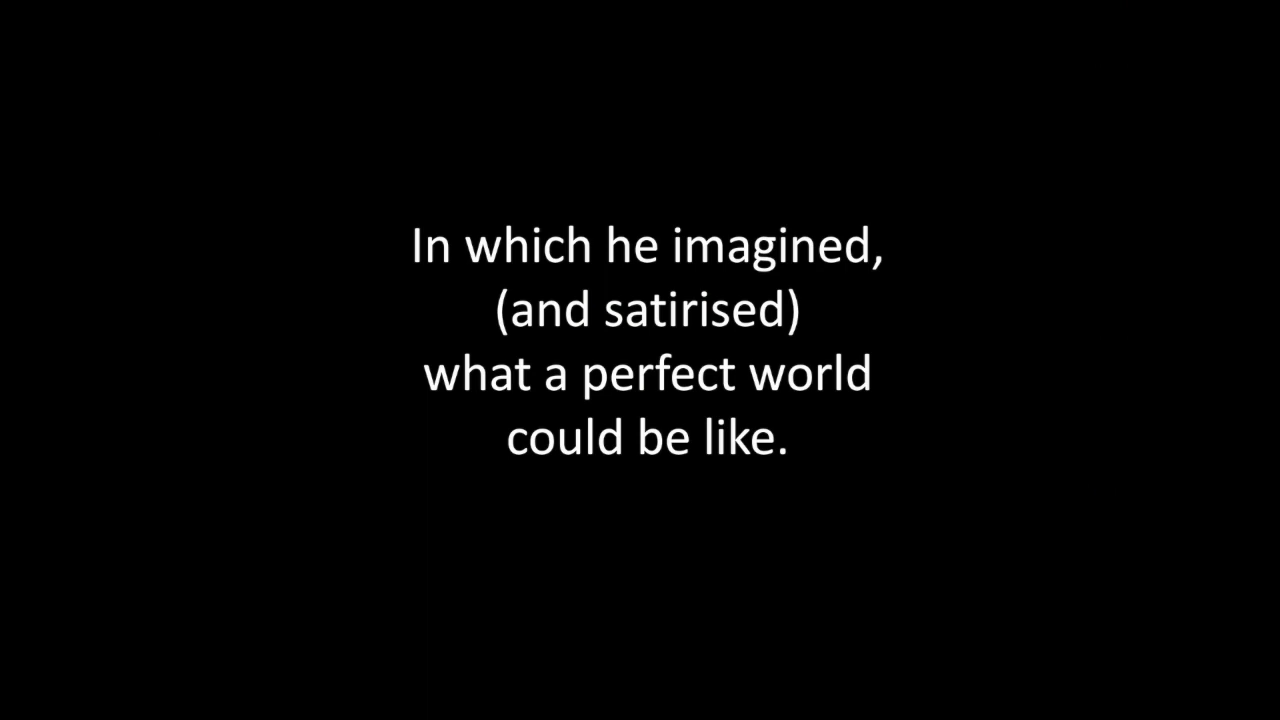 In which he imagined,
(and satirised)
what a perfect world
could be like.